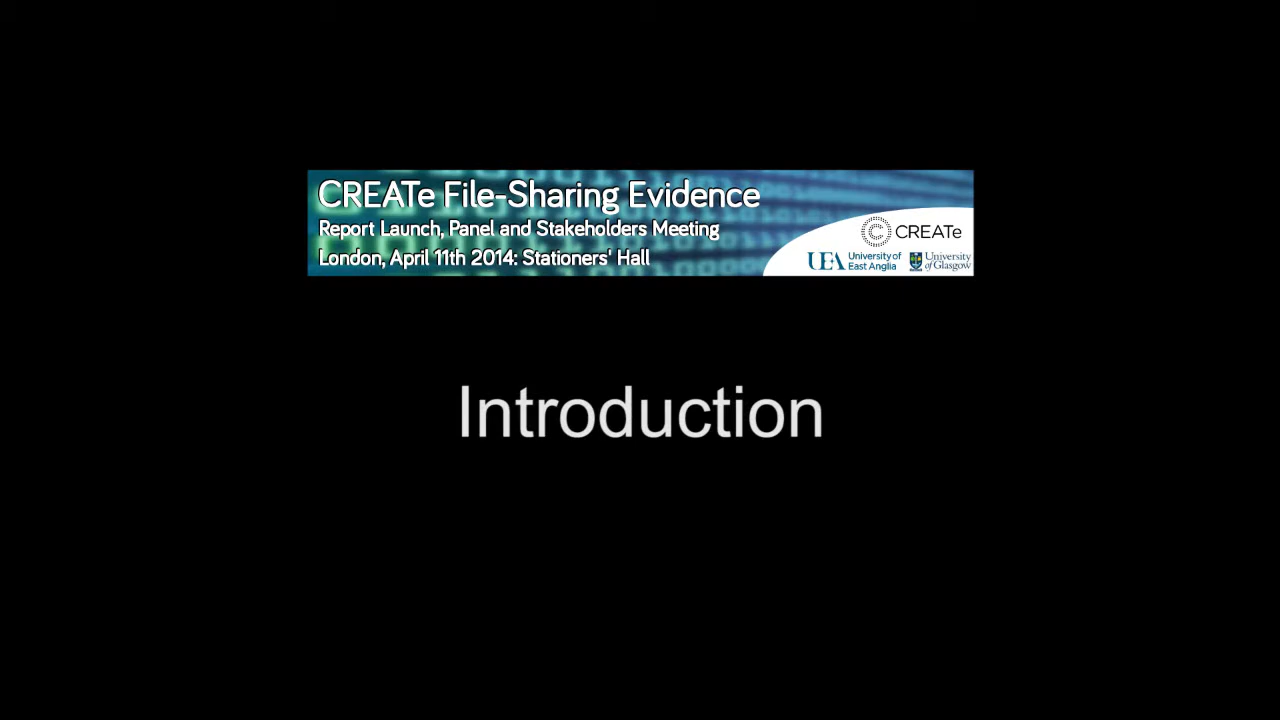 CREATe File-Sharing Evidence
Report Launch, Panel and Stakeholders Meeting
London, April 11th 2014: Stationers' Hall
CREATe
UEA University of East Anglia
University of Glasgow
Introduction